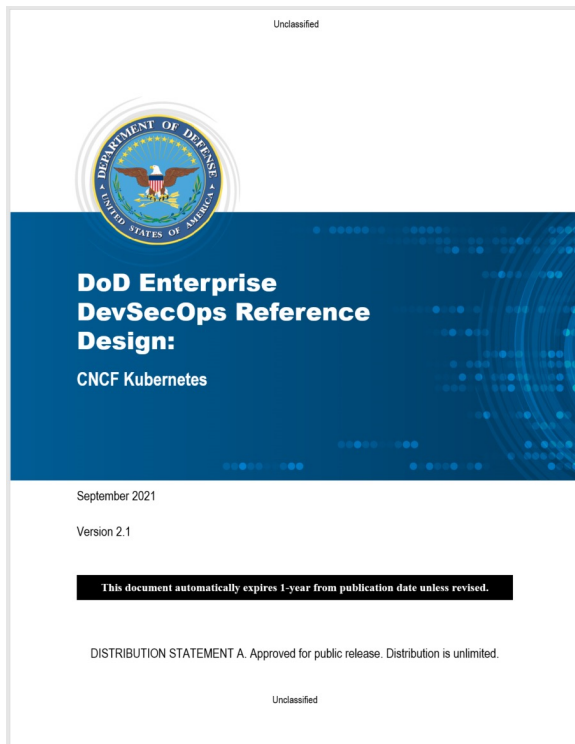 Unclassified
DEPARTMENT OF DEFENSE
UNITED STATES OF AMERICA
DoD Enterprise
DevSecOps Reference
Design:
CNCF Kubernetes
September 2021
Version 2.1
This document automatically expires 1-year from publication date unless revised.
DISTRIBUTION STATEMENT A. Approved for public release. Distribution is unlimited.
Unclassified